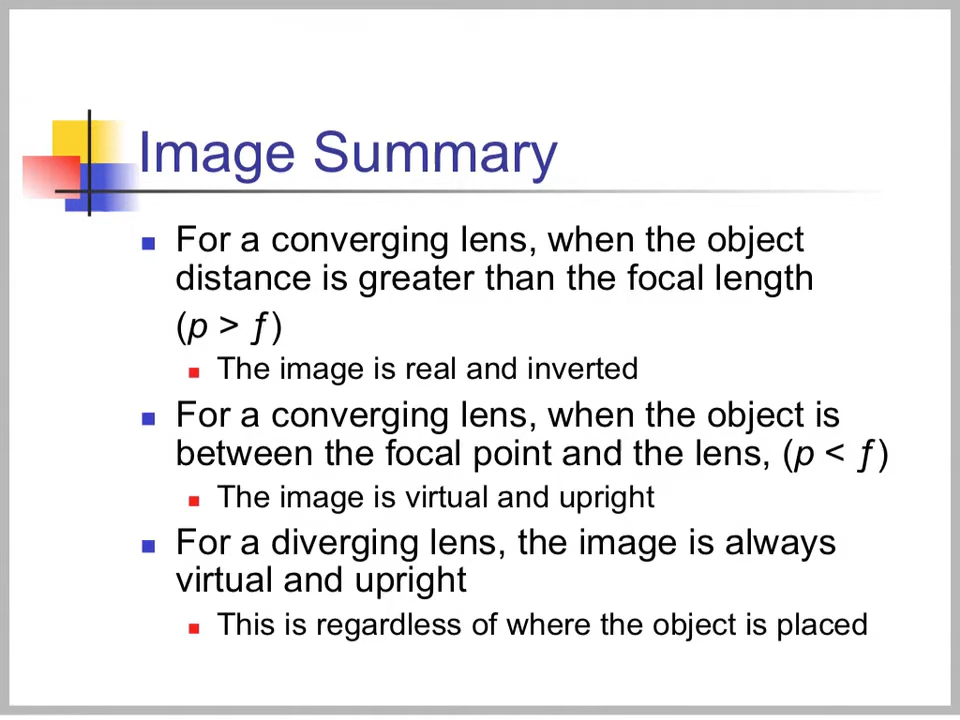 Image Summary
For a converging lens, when the object
distance is greater than the focal length
(p > ƒ)
The image is real and inverted
For a converging lens, when the object is
between the focal point and the lens, (p < ƒ)
The image is virtual and upright
For a diverging lens, the image is always
virtual and upright
This is regardless of where the object is placed